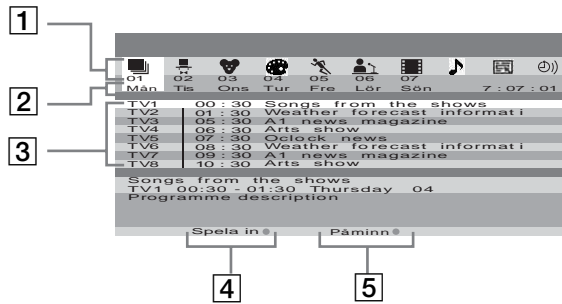 1
01 02 03 04 05 06 07
2
Mån Tis Ons Tur Fre Lör Sön 7 : 07 : 01
TV1 00 : 30 Songs from the shows
TV2 01 : 30 Weather forecast informati
TV3 05 : 30 A1 news magazine
3
TV4 06 : 30 Arts show
TV5 07 : 30 Oclock news
TV6 08 : 30 Weather forecast informati
TV7 09 : 30 A1 news magazine
TV8 10 : 30 Arts show
Songs from the shows
TV1 00:30 - 01:30 Thursday 04
Programme description
Spela in Påminn
4 5